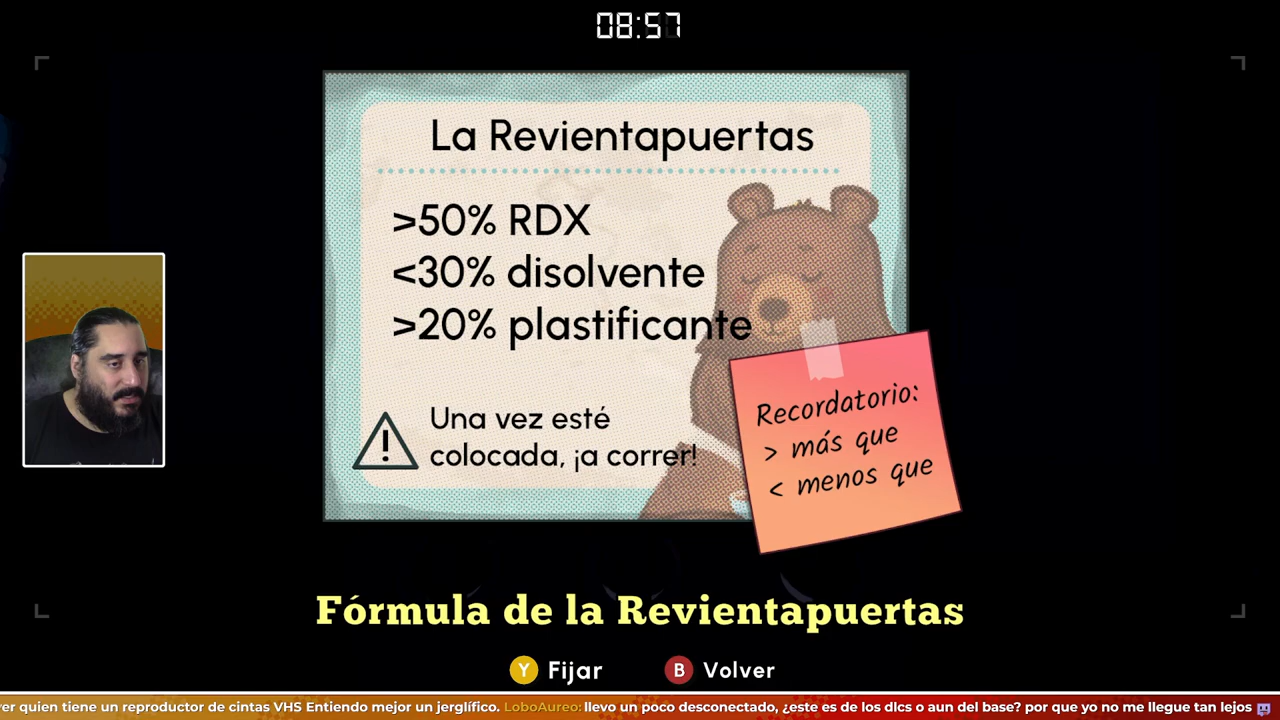 08:57
La Revientapuertas
>50% RDX
<30% disolvente
>20% plastificante
Una vez esté
colocada, ¡a correr!
Recordatorio:
> más que
< menos que
Fórmula de la Revientapuertas
Y Fijar
B Volver
er quien tiene un reproductor de cintas VHS Entiendo mejor un jerglífico. LoboAureo: llevo un poco desconectado, ¿este es de los dlcs o aun del base? por que yo no me llegue tan lejos